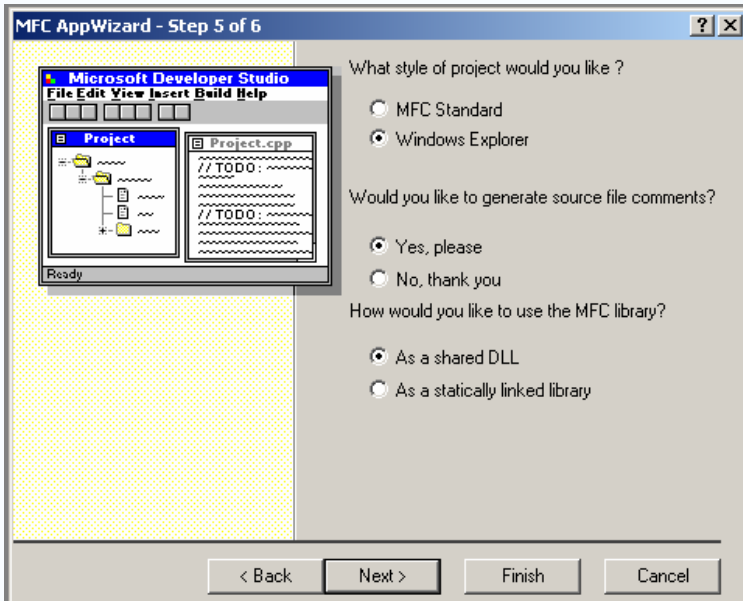 MFC AppWizard - Step 5 of 6
Microsoft Developer Studio
File Edit View Insert Build Help
Project
Project.cpp
//TODO:
//TODO:
Ready
What style of project would you like ?
MFC Standard
Windows Explorer
Would you like to generate source file comments?
Yes, please
No, thank you
How would you like to use the MFC library?
As a shared DLL
As a statically linked library
< Back
Next >
Finish
Cancel